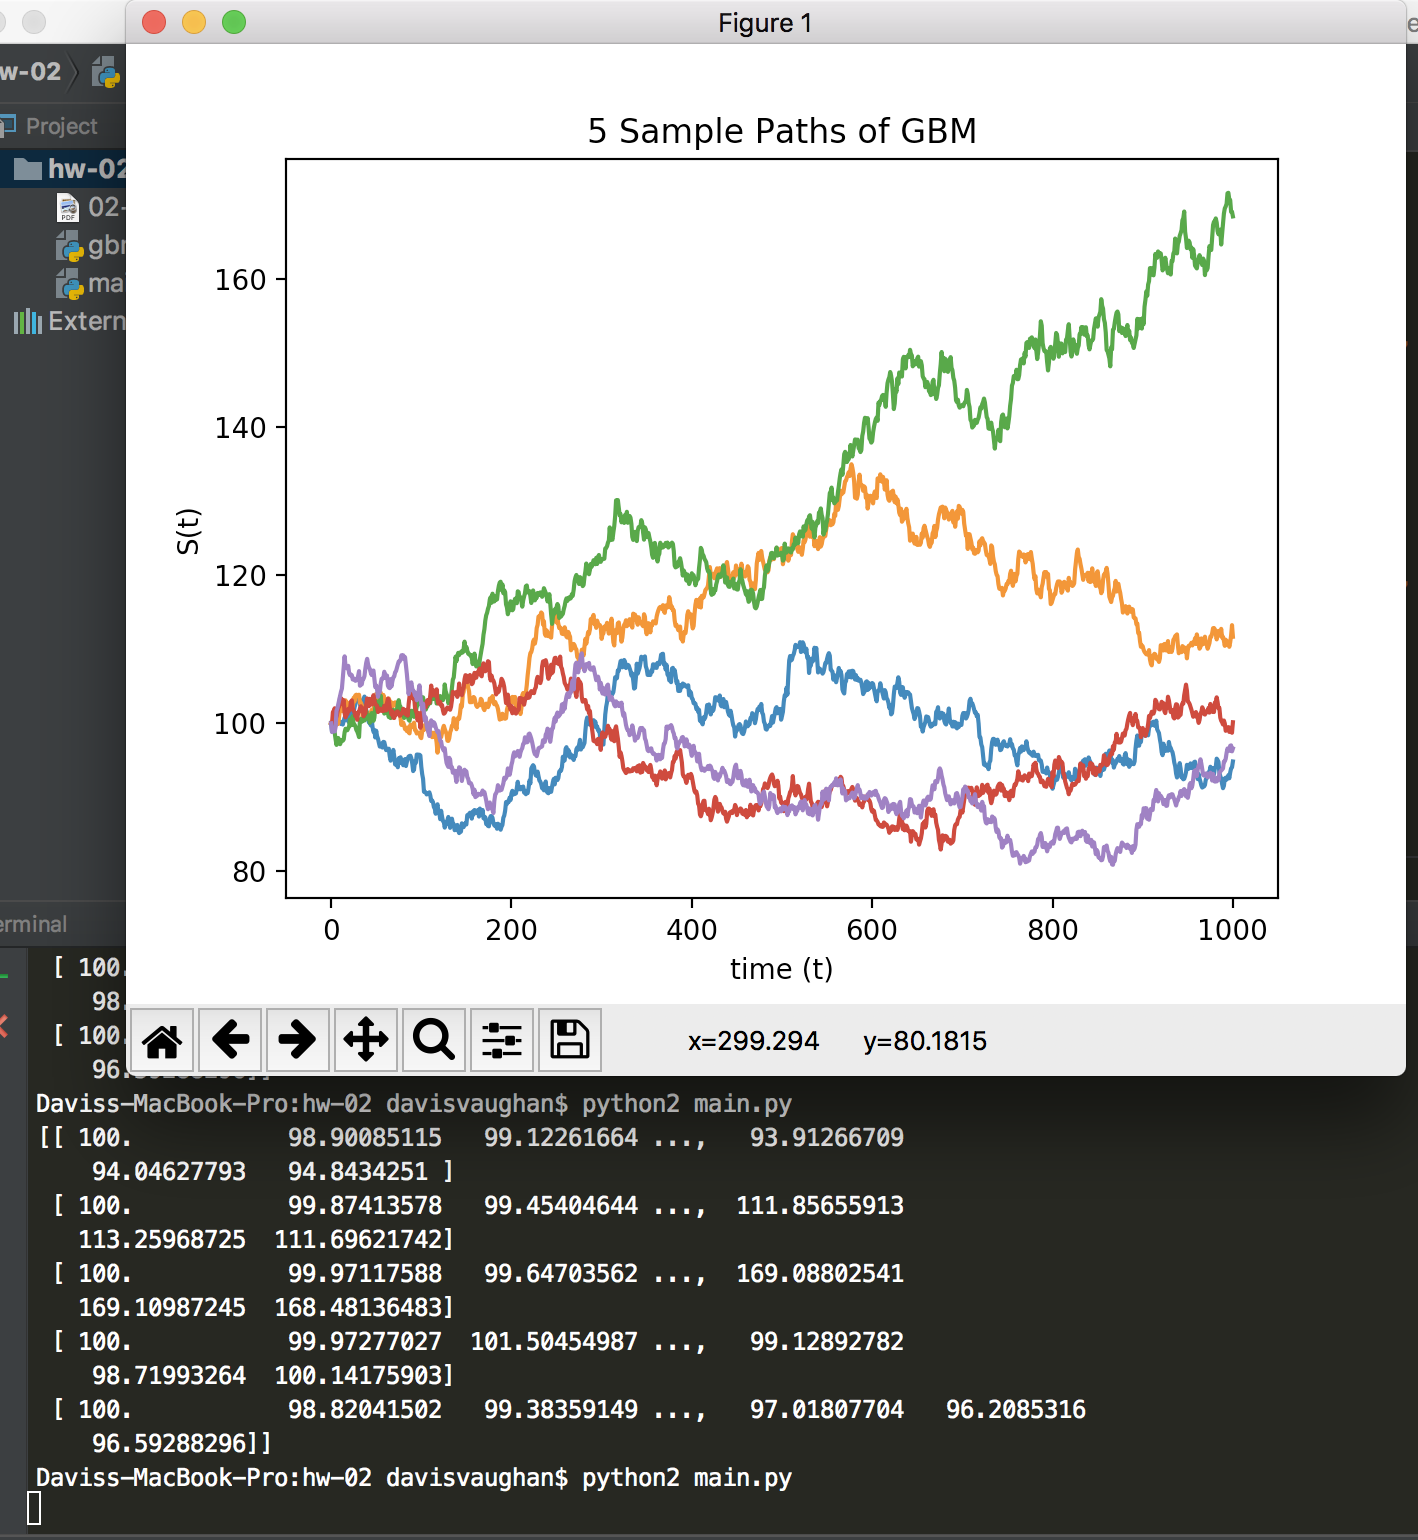 Figure 1
w-02
Project
hw-02
02-
gbr
ma
Extern
5 Sample Paths of GBM
160
140
120
100
80
S(t)
0 200 400 600 800 1000
time (t)
x=299.294 y=80.1815
erminal
[ 100.
98.
[ 100.
96.
Daviss-MacBook-Pro:hw-02 davisvaughan$ python2 main.py
[[ 100. 98.90085115 99.12261664 ..., 93.91266709
94.04627793 94.8434251 ]
[ 100. 99.87413578 99.45404644 ..., 111.85655913
113.25968725 111.69621742]
[ 100. 99.97117588 99.64703562 ..., 169.08802541
169.10987245 168.48136483]
[ 100. 99.97277027 101.50454987 ..., 99.12892782
98.71993264 100.14175903]
[ 100. 98.82041502 99.38359149 ..., 97.01807704 96.2085316
96.59288296]]
Daviss-MacBook-Pro:hw-02 davisvaughan$ python2 main.py